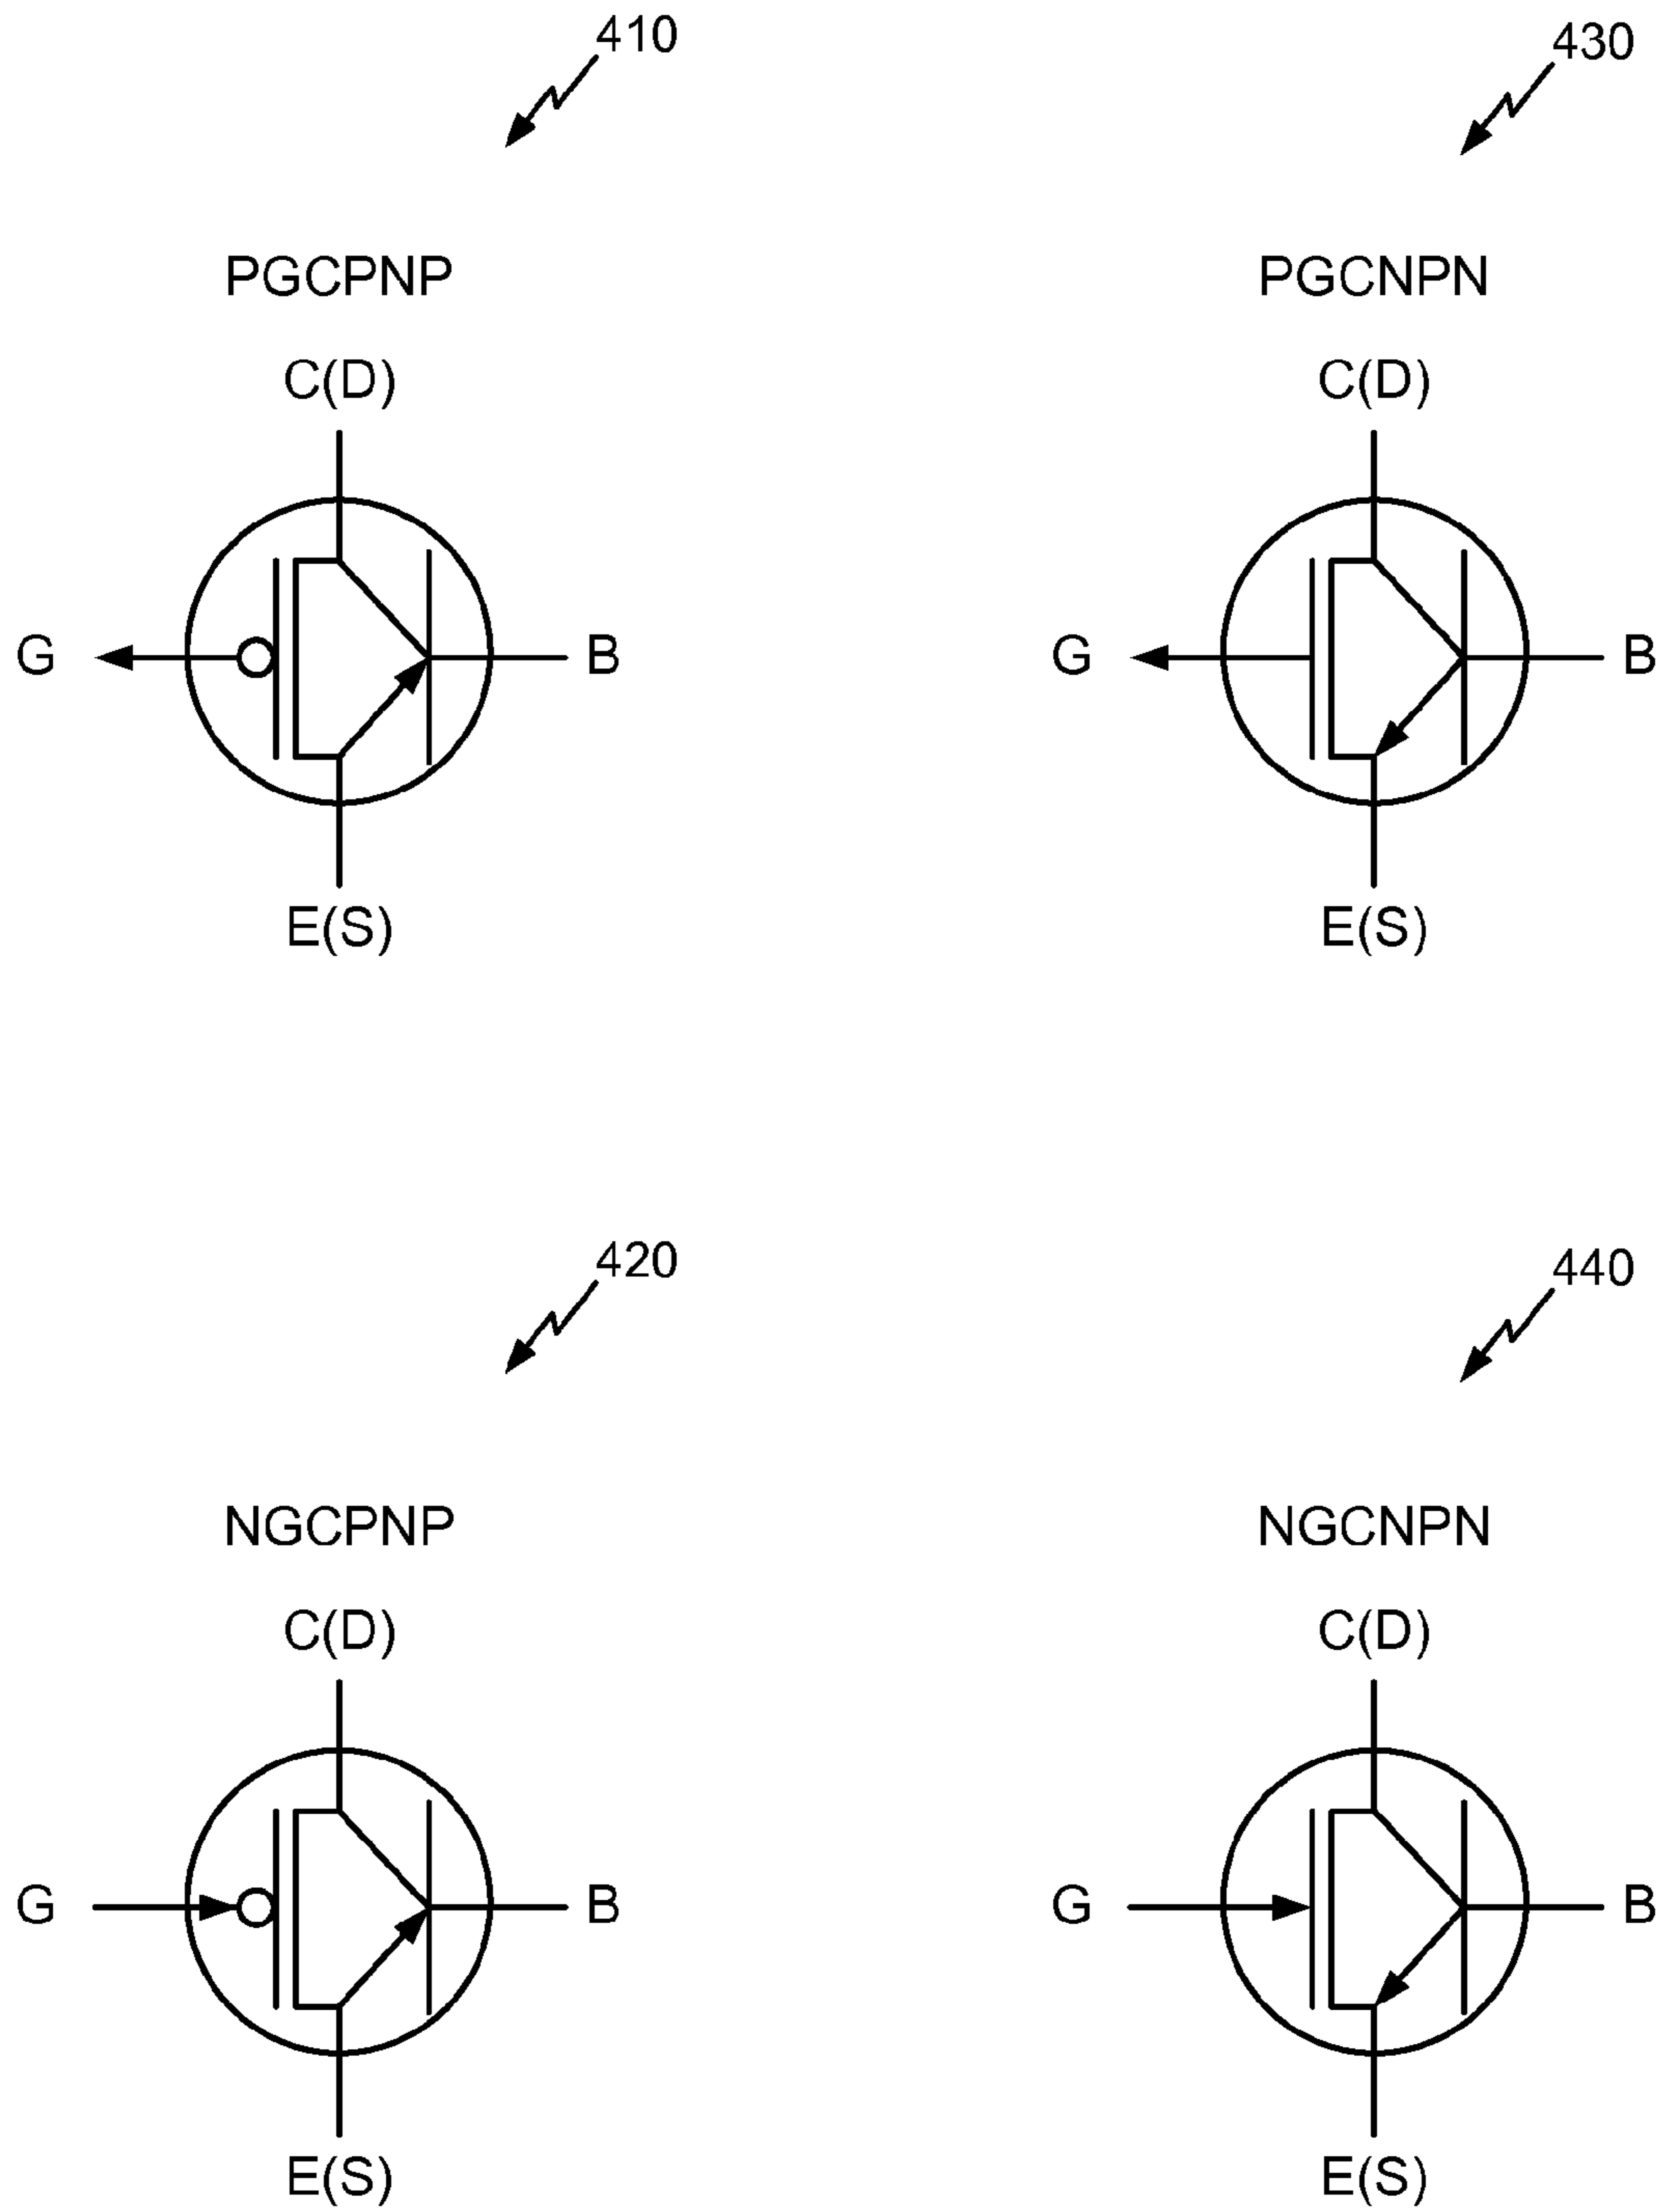 410
PGCPNP
C(D)
G
B
E(S)
430
PGCNPN
C(D)
G
B
E(S)
420
NGCPNP
C(D)
G
B
E(S)
440
NGCNPN
C(D)
G
B
E(S)